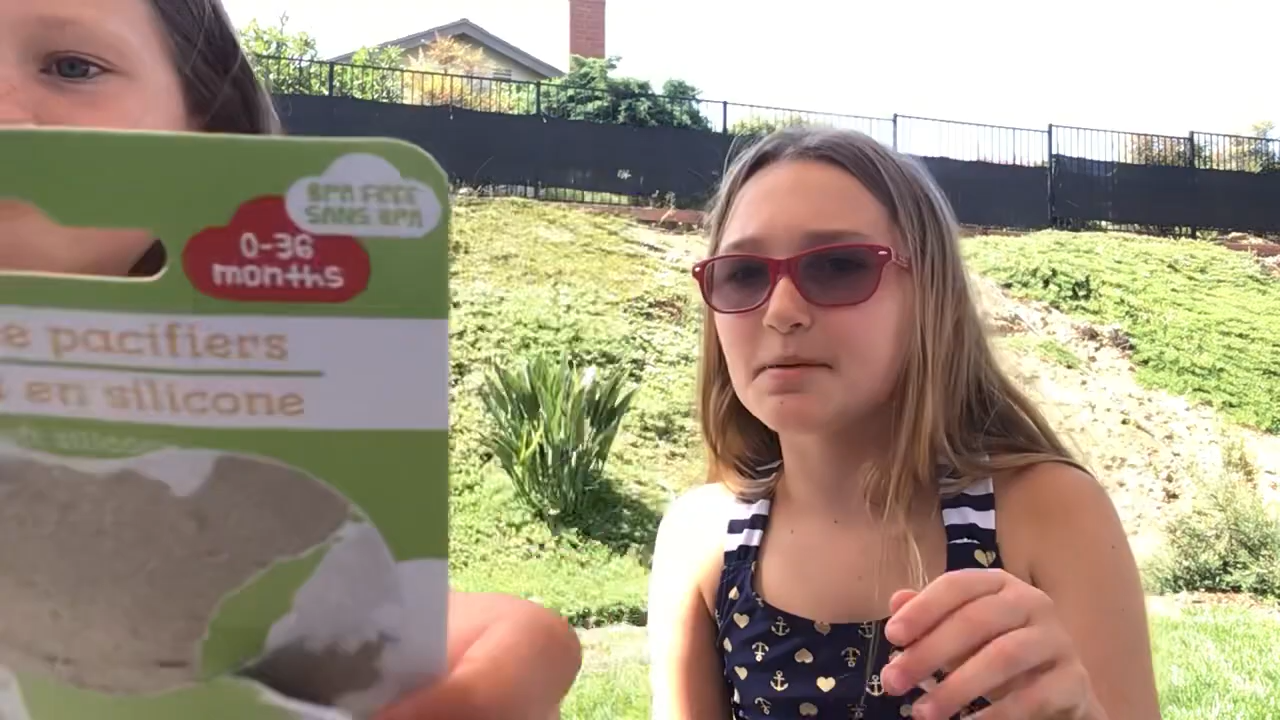 BPA FREE
SANS BPA
0-36
months
e pacifiers
en silicone